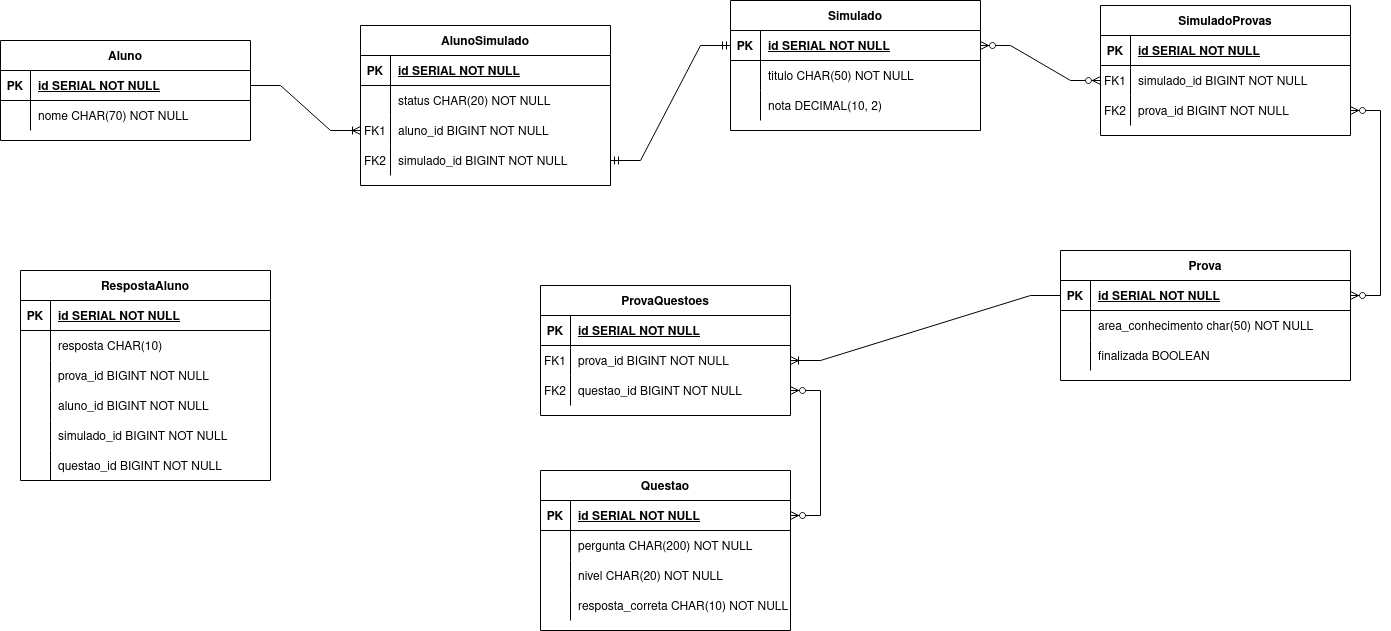 Aluno
PK id SERIAL NOT NULL
nome CHAR(70) NOT NULL
AlunoSimulado
PK id SERIAL NOT NULL
status CHAR(20) NOT NULL
FK1 aluno_id BIGINT NOT NULL
FK2 simulado_id BIGINT NOT NULL
Simulado
PK id SERIAL NOT NULL
titulo CHAR(50) NOT NULL
nota DECIMAL(10, 2)
SimuladoProvas
PK id SERIAL NOT NULL
FK1 simulado_id BIGINT NOT NULL
FK2 prova_id BIGINT NOT NULL
RespostaAluno
PK id SERIAL NOT NULL
resposta CHAR(10)
prova_id BIGINT NOT NULL
aluno_id BIGINT NOT NULL
simulado_id BIGINT NOT NULL
questao_id BIGINT NOT NULL
ProvaQuestoes
PK id SERIAL NOT NULL
FK1 prova_id BIGINT NOT NULL
FK2 questao_id BIGINT NOT NULL
Prova
PK id SERIAL NOT NULL
area_conhecimento char(50) NOT NULL
finalizada BOOLEAN
Questao
PK id SERIAL NOT NULL
pergunta CHAR(200) NOT NULL
nivel CHAR(20) NOT NULL
resposta_correta CHAR(10) NOT NULL